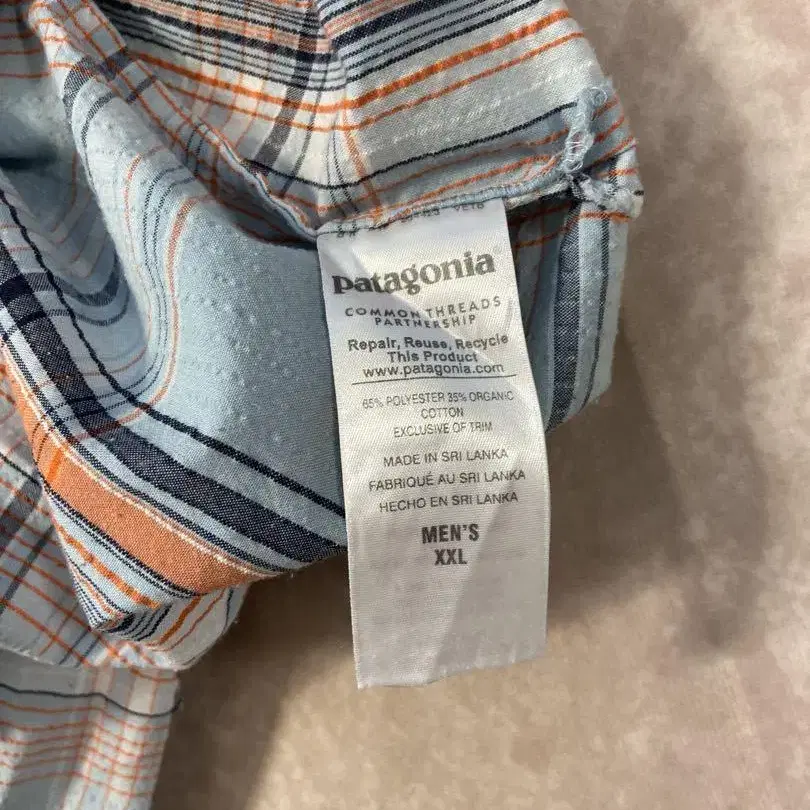 patagonia®
COMMON THREADS
PARTNERSHIP
Repair, Reuse, Recycle
This Product
www.patagonia.com
65% POLYESTER 35% ORGANIC
COTTON
EXCLUSIVE OF TRIM
MADE IN SRI LANKA
FABRIQUÉ AU SRI LANKA
HECHO EN SRI LANKA
MEN'S
XXL